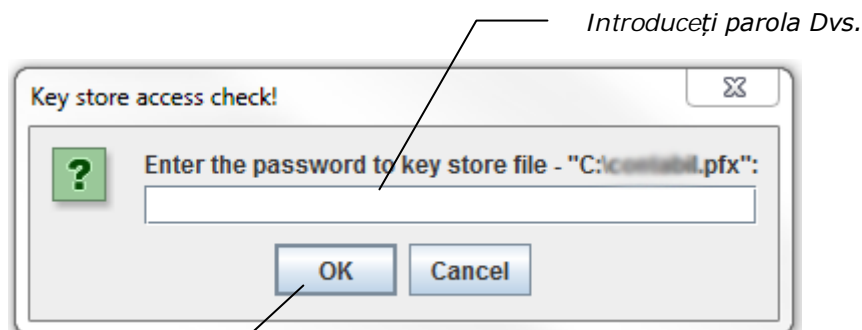 Introduceți parola Dvs.
Key store access check!
Enter the password to key store file - "C:\ .pfx":
OK
Cancel